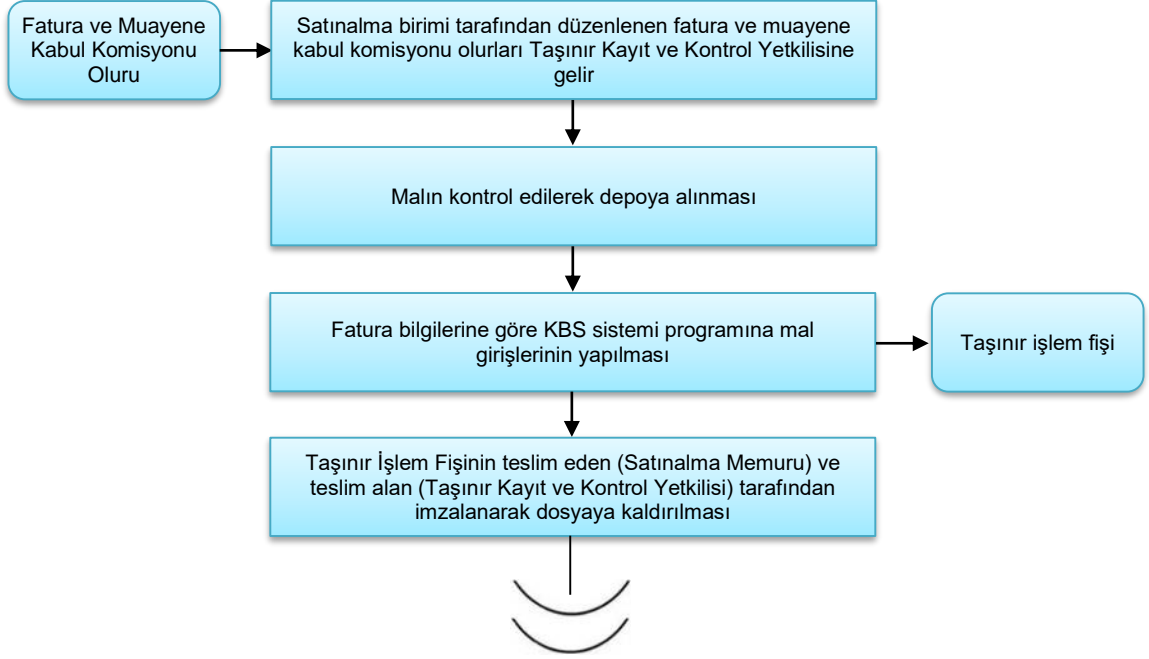 Fatura ve Muayene
Kabul Komisyonu
Oluru
Satınalma birimi tarafından düzenlenen fatura ve muayene
kabul komisyonu olurları Taşınır Kayıt ve Kontrol Yetkilisine
gelir
Malın kontrol edilerek depoya alınması
Fatura bilgilerine göre KBS sistemi programına mal
girişlerinin yapılması
Taşınır işlem fişi
Taşınır İşlem Fişinin teslim eden (Satınalma Memuru) ve
teslim alan (Taşınır Kayıt ve Kontrol Yetkilisi) tarafından
imzalanarak dosyaya kaldırılması